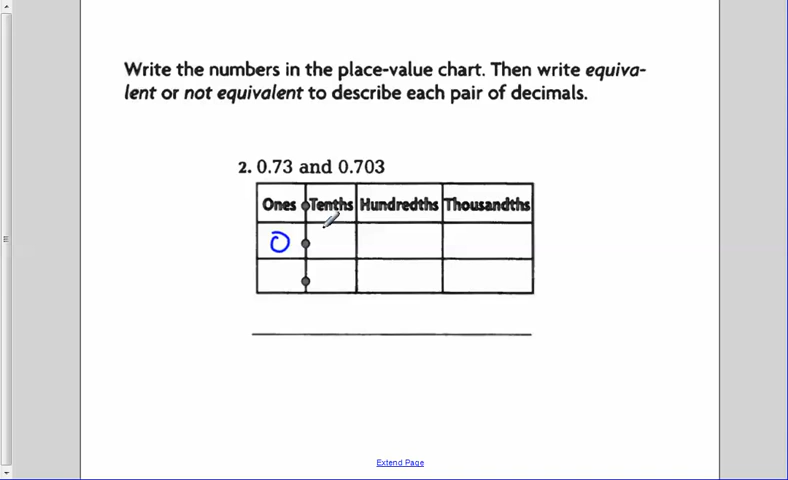 Write the numbers in the place-value chart. Then write equiva-
lent or not equivalent to describe each pair of decimals.
2. 0.73 and 0.703
Ones Tenths Hundredths Thousandths
0
Extend Page